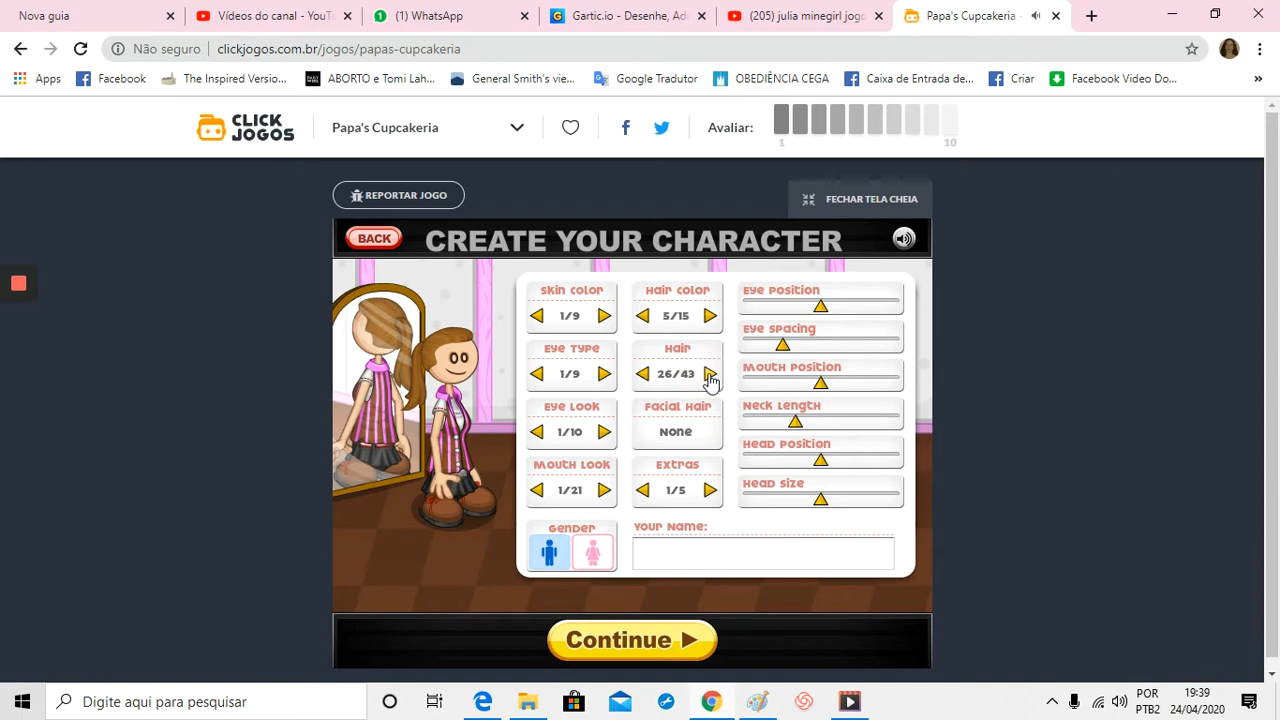 Nova guia
Vídeos do canal - YouTu
(1) WhatsApp
Gartic.io - Desenhe, Adi
(205) julia minegirl jogo
Papa's Cupcakeria -
Não seguro
clickjogos.com.br/jogos/papas-cupcakeria
Apps
Facebook
The Inspired Versio...
ABORTO e Tomi Lah...
General Smith's vie...
Google Tradutor
OBEDIÊNCIA CEGA
Caixa de Entrada de...
Criar
Facebook Video Do...
CLICK
JOGOS
Papa's Cupcakeria
Avaliar:
1
10
REPORTAR JOGO
FECHAR TELA CHEIA
BACK
CREATE YOUR CHARACTER
Skin color
1/9
Hair color
5/15
Eye Position
Eye Spacing
Eye Type
1/9
Hair
26/43
Mouth Position
Eye Look
1/10
Facial Hair
None
Neck Length
Head Position
Mouth Look
1/21
Extras
1/5
Head Size
Gender
Your Name:
Continue
Digite aqui para pesquisar
POR
PTB2
19:39
24/04/2020